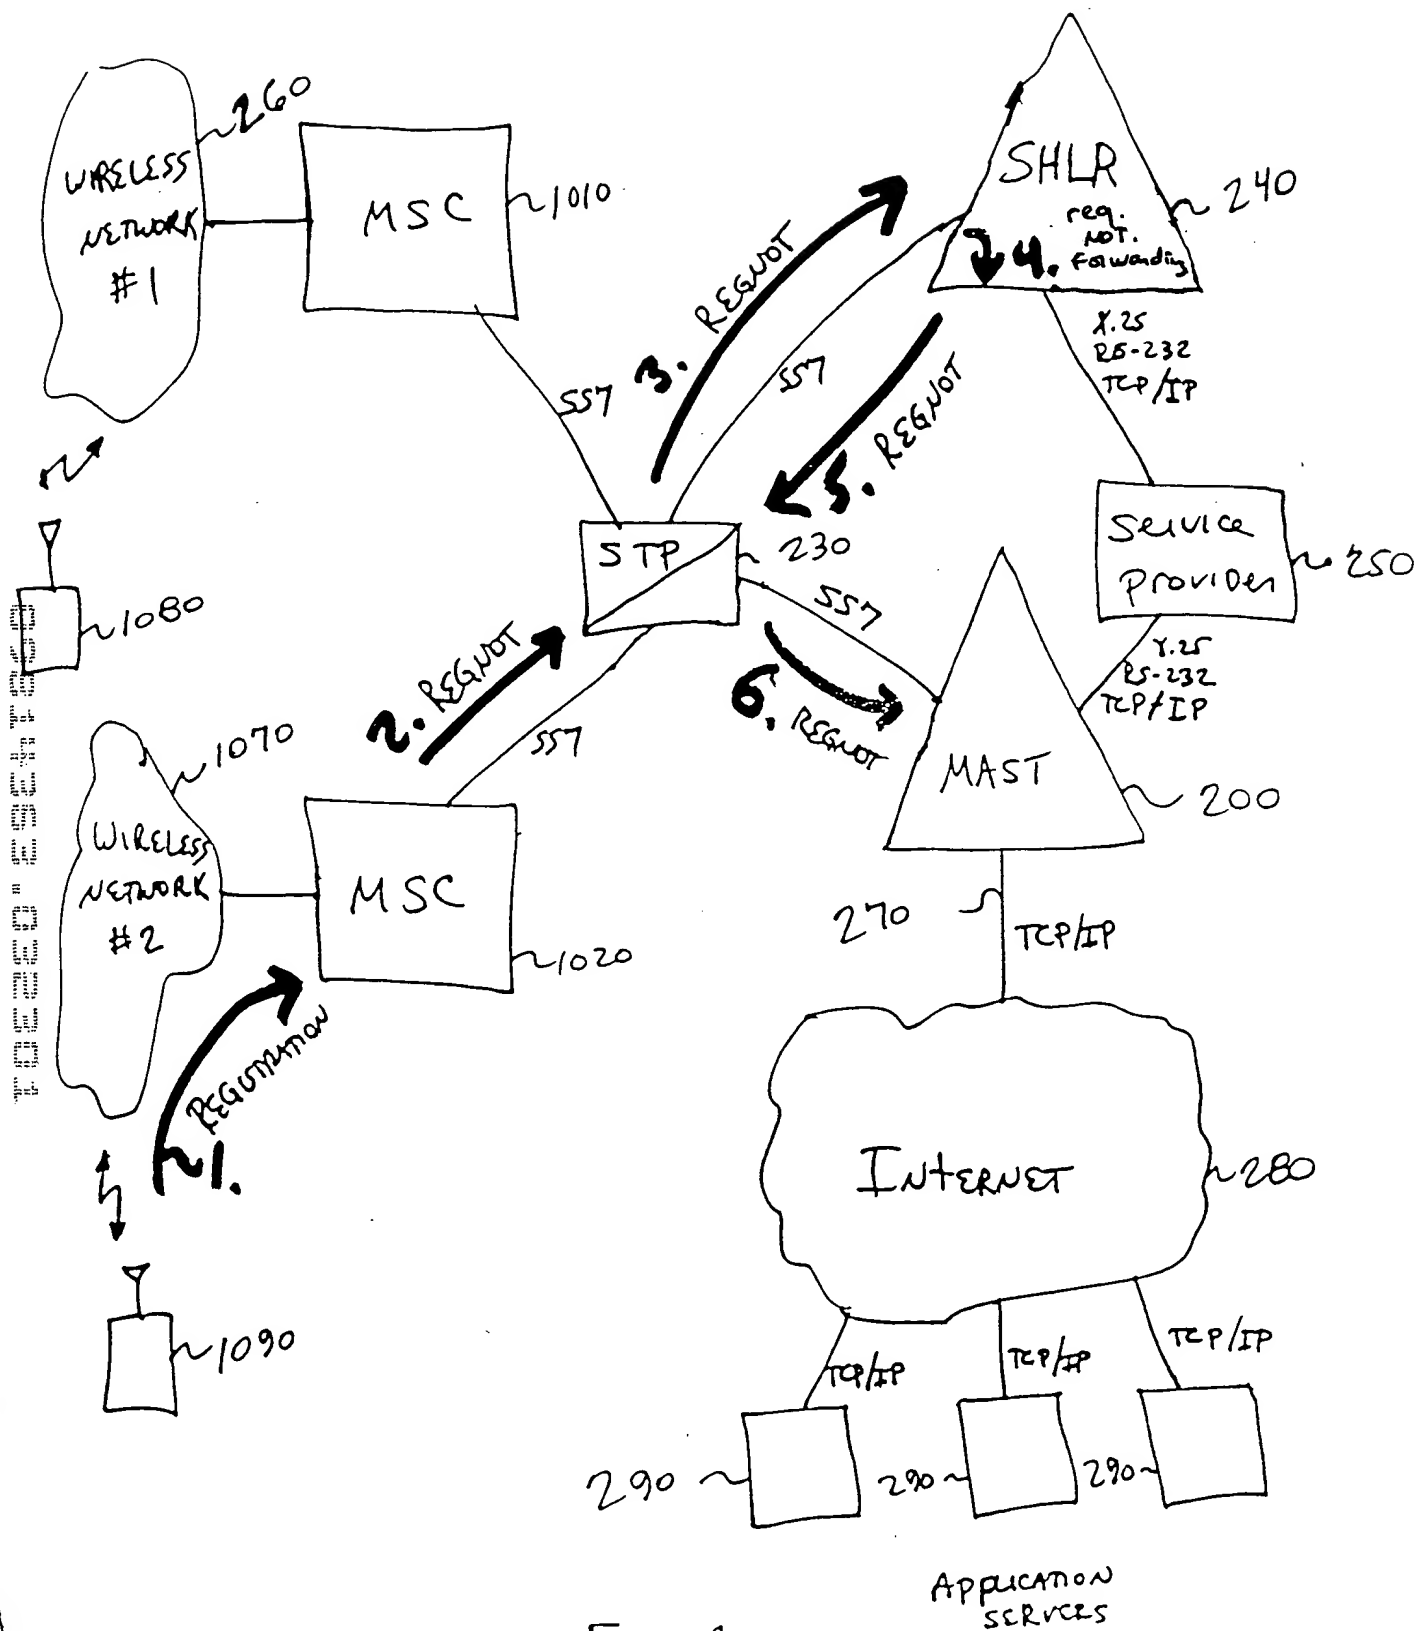 260
WIRELESS
NETWORK
#1
MSC
1010
SHLR
240
req.
NOT.
Forwarding
4.
3. REGNOT
SS7
SS7
5. REGNOT
X.25
RS-232
TCP/IP
1080
STP
230
Service
Provider
250
SS7
2. REGNOT
SS7
6. REGNOT
X.25
RS-232
TCP/IP
1070
WIRELESS
NETWORK
#2
MSC
1020
MAST
200
270
TCP/IP
REGISTRATION
1.
INTERNET
280
1090
TCP/IP
TCP/IP
TCP/IP
290
290
290
APPLICATION
SERVERS